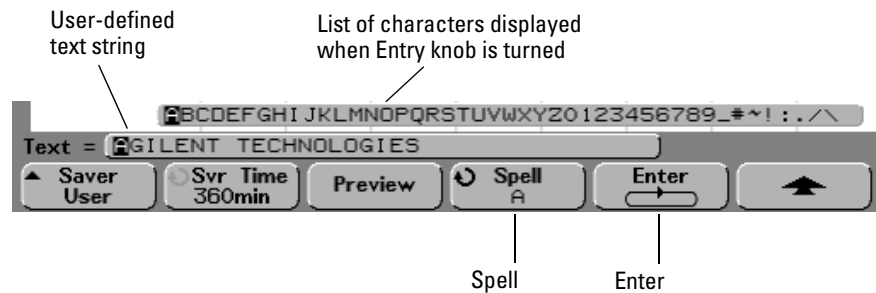 User-defined
text string
List of characters displayed
when Entry knob is turned
ABCDEFGHIJKLMNOPQRSTUVWXYZ0123456789_#~!:./\
Text = AGILENT TECHNOLOGIES
Saver
User
Svr Time
360min
Preview
Spell
A
Enter
Spell
Enter